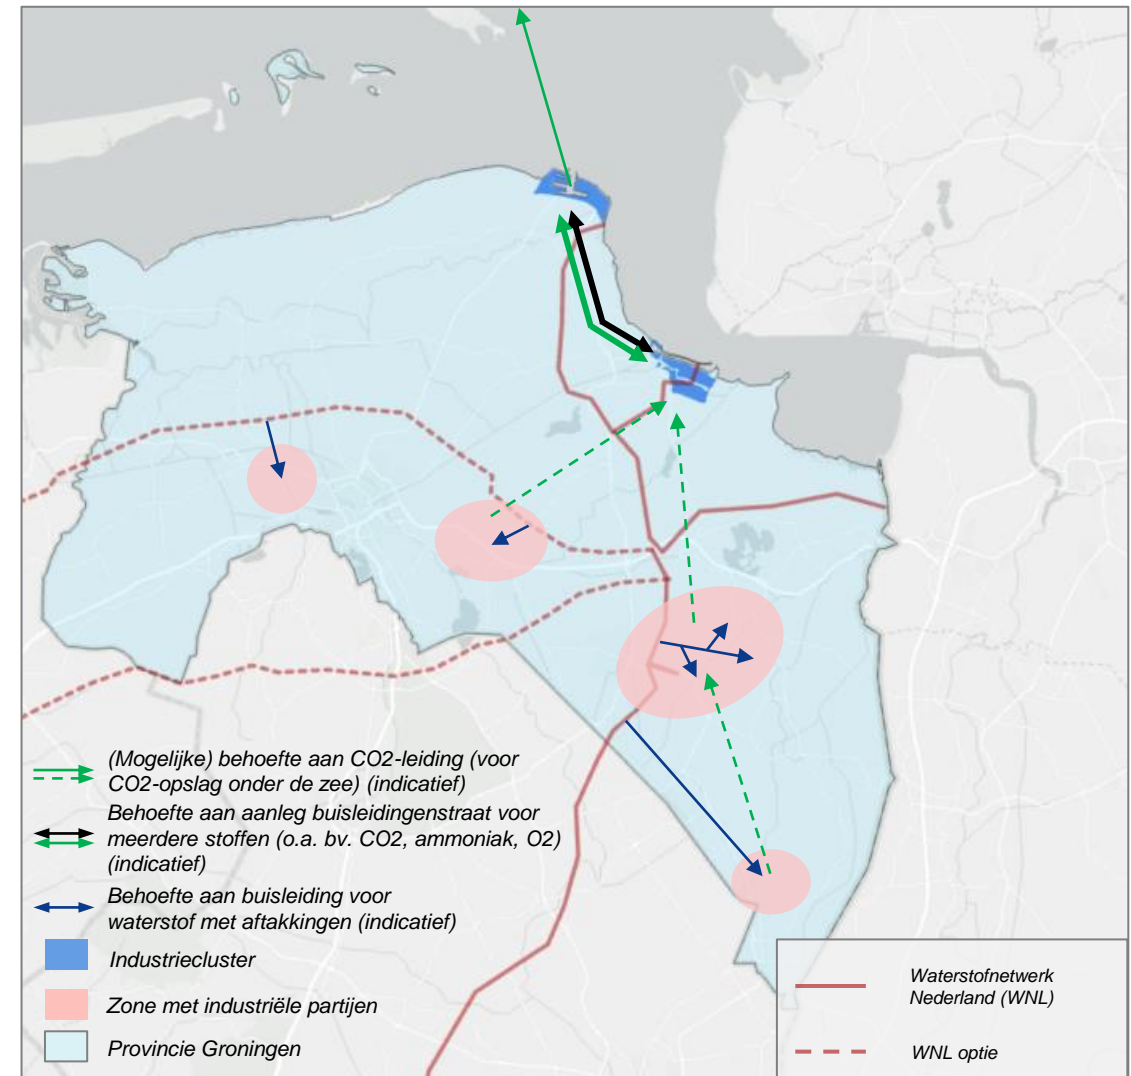 (Mogelijke) behoefte aan CO2-leiding (voor
CO2-opslag onder de zee) (indicatief)
Behoefte aan aanleg buisleidingenstraat voor
meerdere stoffen (o.a. bv. CO2, ammoniak, O2)
(indicatief)
Behoefte aan buisleiding voor
waterstof met aftakkingen (indicatief)
Industriecluster
Zone met industriële partijen
Provincie Groningen
Waterstofnetwerk
Nederland (WNL)
WNL optie